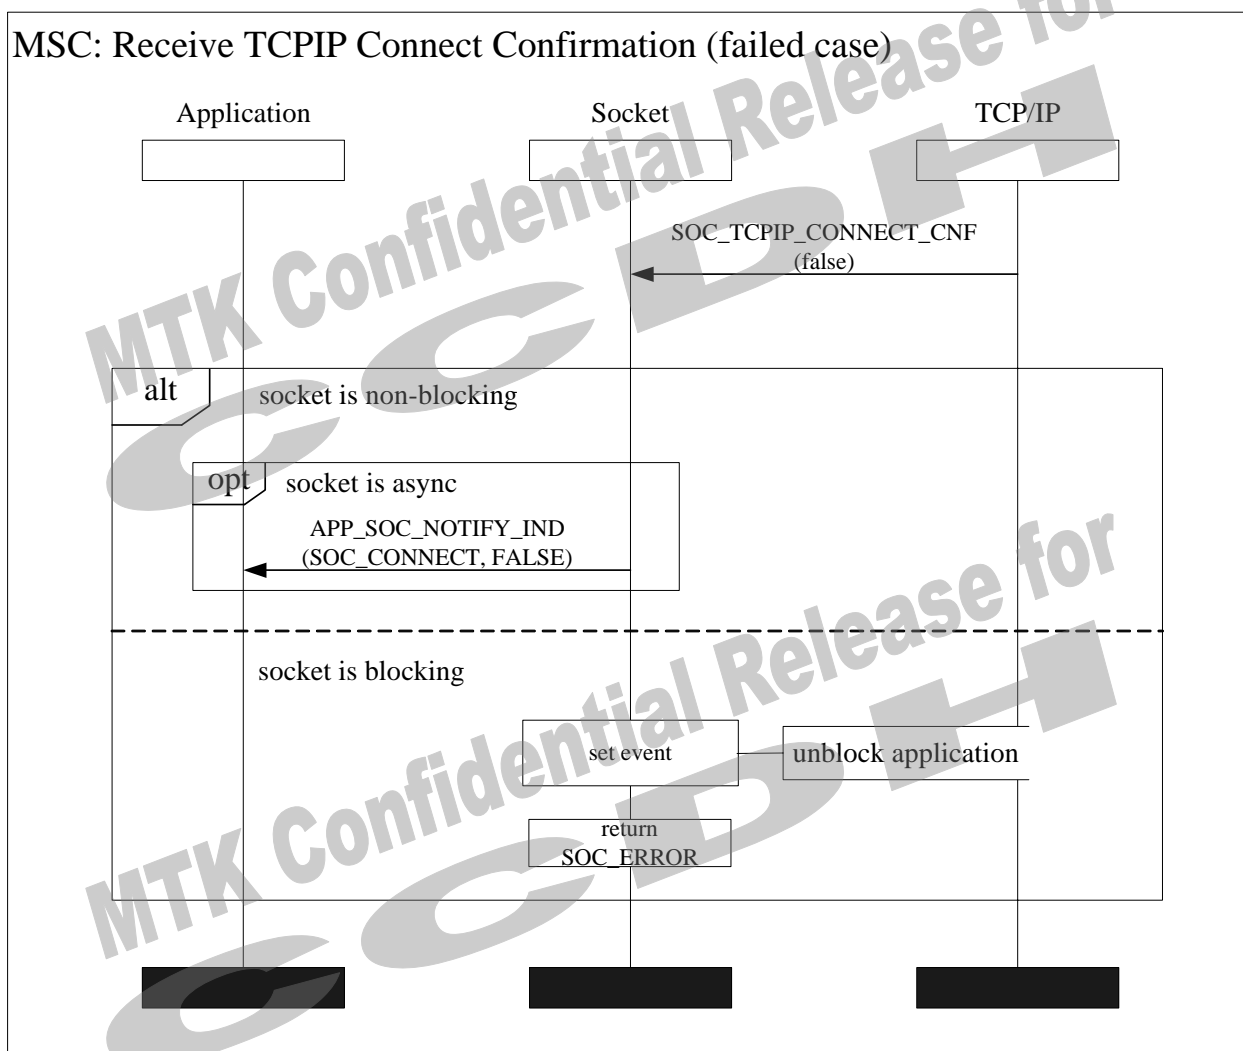 MSC: Receive TCPIP Connect Confirmation (failed case)
Application
Socket
TCP/IP
SOC_TCPIP_CONNECT_CNF
(false)
alt
socket is non-blocking
opt
socket is async
APP_SOC_NOTIFY_IND
(SOC_CONNECT, FALSE)
socket is blocking
set event
unblock application
return
SOC_ERROR
MTK Confidential Release for
CCDH
MTK Confidential Release for
CCDH